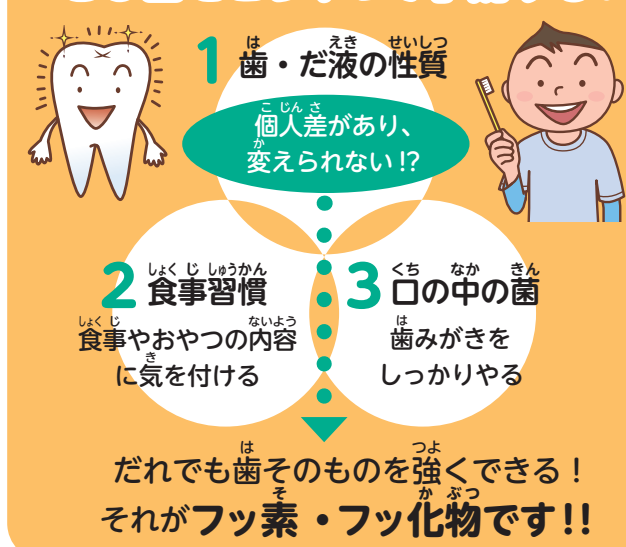 1 歯・だ液の性質
個人差があり、
変えられない!?
2 食事習慣
食事やおやつの内容
に気を付ける
3 口の中の菌
歯みがきを
しっかりやる
だれでも歯そのものを強くできる!
それがフッ素・フッ化物です!!